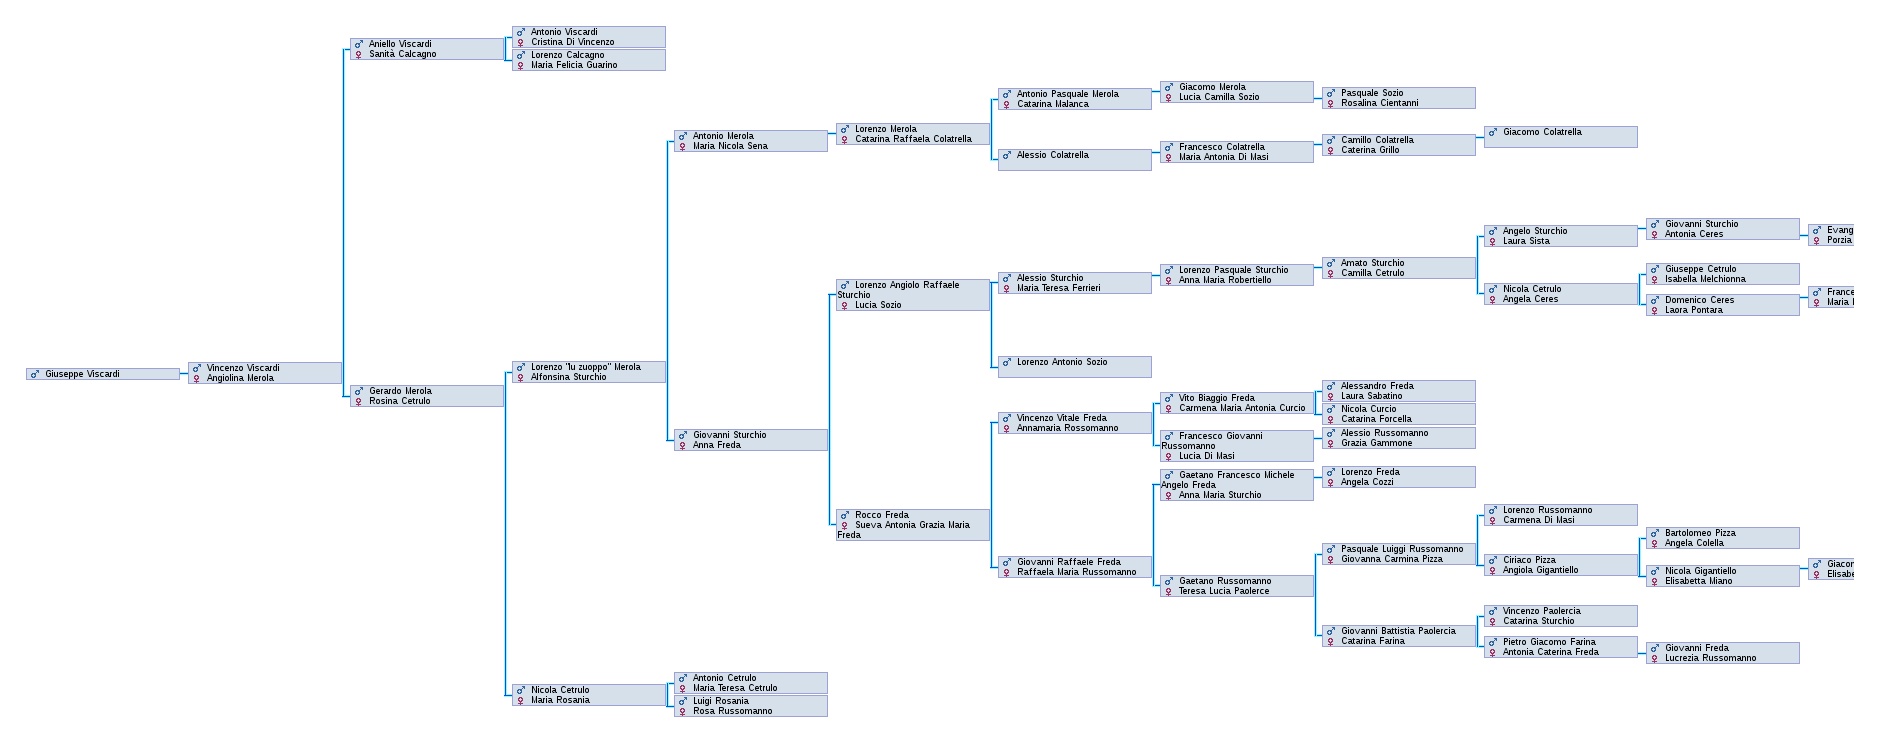 Giuseppe Viscardi
Vincenzo Viscardi
Angiolina Merola
Aniello Viscardi
Sanità Calcagno
Gerardo Merola
Rosina Cetrulo
Antonio Viscardi
Cristina Di Vincenzo
Lorenzo Calcagno
Maria Felicia Guarino
Lorenzo "lu zuoppo" Merola
Alfonsina Sturchio
Nicola Cetrulo
Maria Rosania
Antonio Merola
Maria Nicola Sena
Giovanni Sturchio
Anna Freda
Antonio Cetrulo
Maria Teresa Cetrulo
Luigi Rosania
Rosa Russomanno
Lorenzo Merola
Catarina Raffaela Colatrella
Lorenzo Angiolo Raffaele
Sturchio
Lucia Sozio
Rocco Freda
Sueva Antonia Grazia Maria
Freda
Antonio Pasquale Merola
Catarina Malanca
Alessio Colatrella
Alessio Sturchio
Maria Teresa Ferrieri
Lorenzo Antonio Sozio
Vincenzo Vitale Freda
Annamaria Rossomanno
Giovanni Raffaele Freda
Raffaela Maria Russomanno
Giacomo Merola
Lucia Camilla Sozio
Francesco Colatrella
Maria Antonia Di Masi
Lorenzo Pasquale Sturchio
Anna Maria Robertiello
Vito Biaggio Freda
Carmena Maria Antonia Curcio
Francesco Giovanni
Russomanno
Lucia Di Masi
Gaetano Francesco Michele
Angelo Freda
Anna Maria Sturchio
Gaetano Russomanno
Teresa Lucia Paolerce
Pasquale Sozio
Rosalina Cientanni
Camillo Colatrella
Caterina Grillo
Amato Sturchio
Camilla Cetrulo
Alessandro Freda
Laura Sabatino
Nicola Curcio
Catarina Forcella
Alessio Russomanno
Grazia Gammone
Lorenzo Freda
Angela Cozzi
Pasquale Luiggi Russomanno
Giovanna Carmina Pizza
Giovanni Battistia Paolercia
Catarina Farina
Giacomo Colatrella
Angelo Sturchio
Laura Sista
Nicola Cetrulo
Angela Ceres
Lorenzo Russomanno
Carmena Di Masi
Ciriaco Pizza
Angiola Gigantiello
Vincenzo Paolercia
Catarina Sturchio
Pietro Giacomo Farina
Antonia Caterina Freda
Giovanni Sturchio
Antonia Ceres
Giuseppe Cetrulo
Isabella Melchionna
Domenico Ceres
Laora Pontara
Bartolomeo Pizza
Angela Colella
Nicola Gigantiello
Elisabetta Miano
Giovanni Freda
Lucrezia Russomanno
Evang
Porzia
Maria